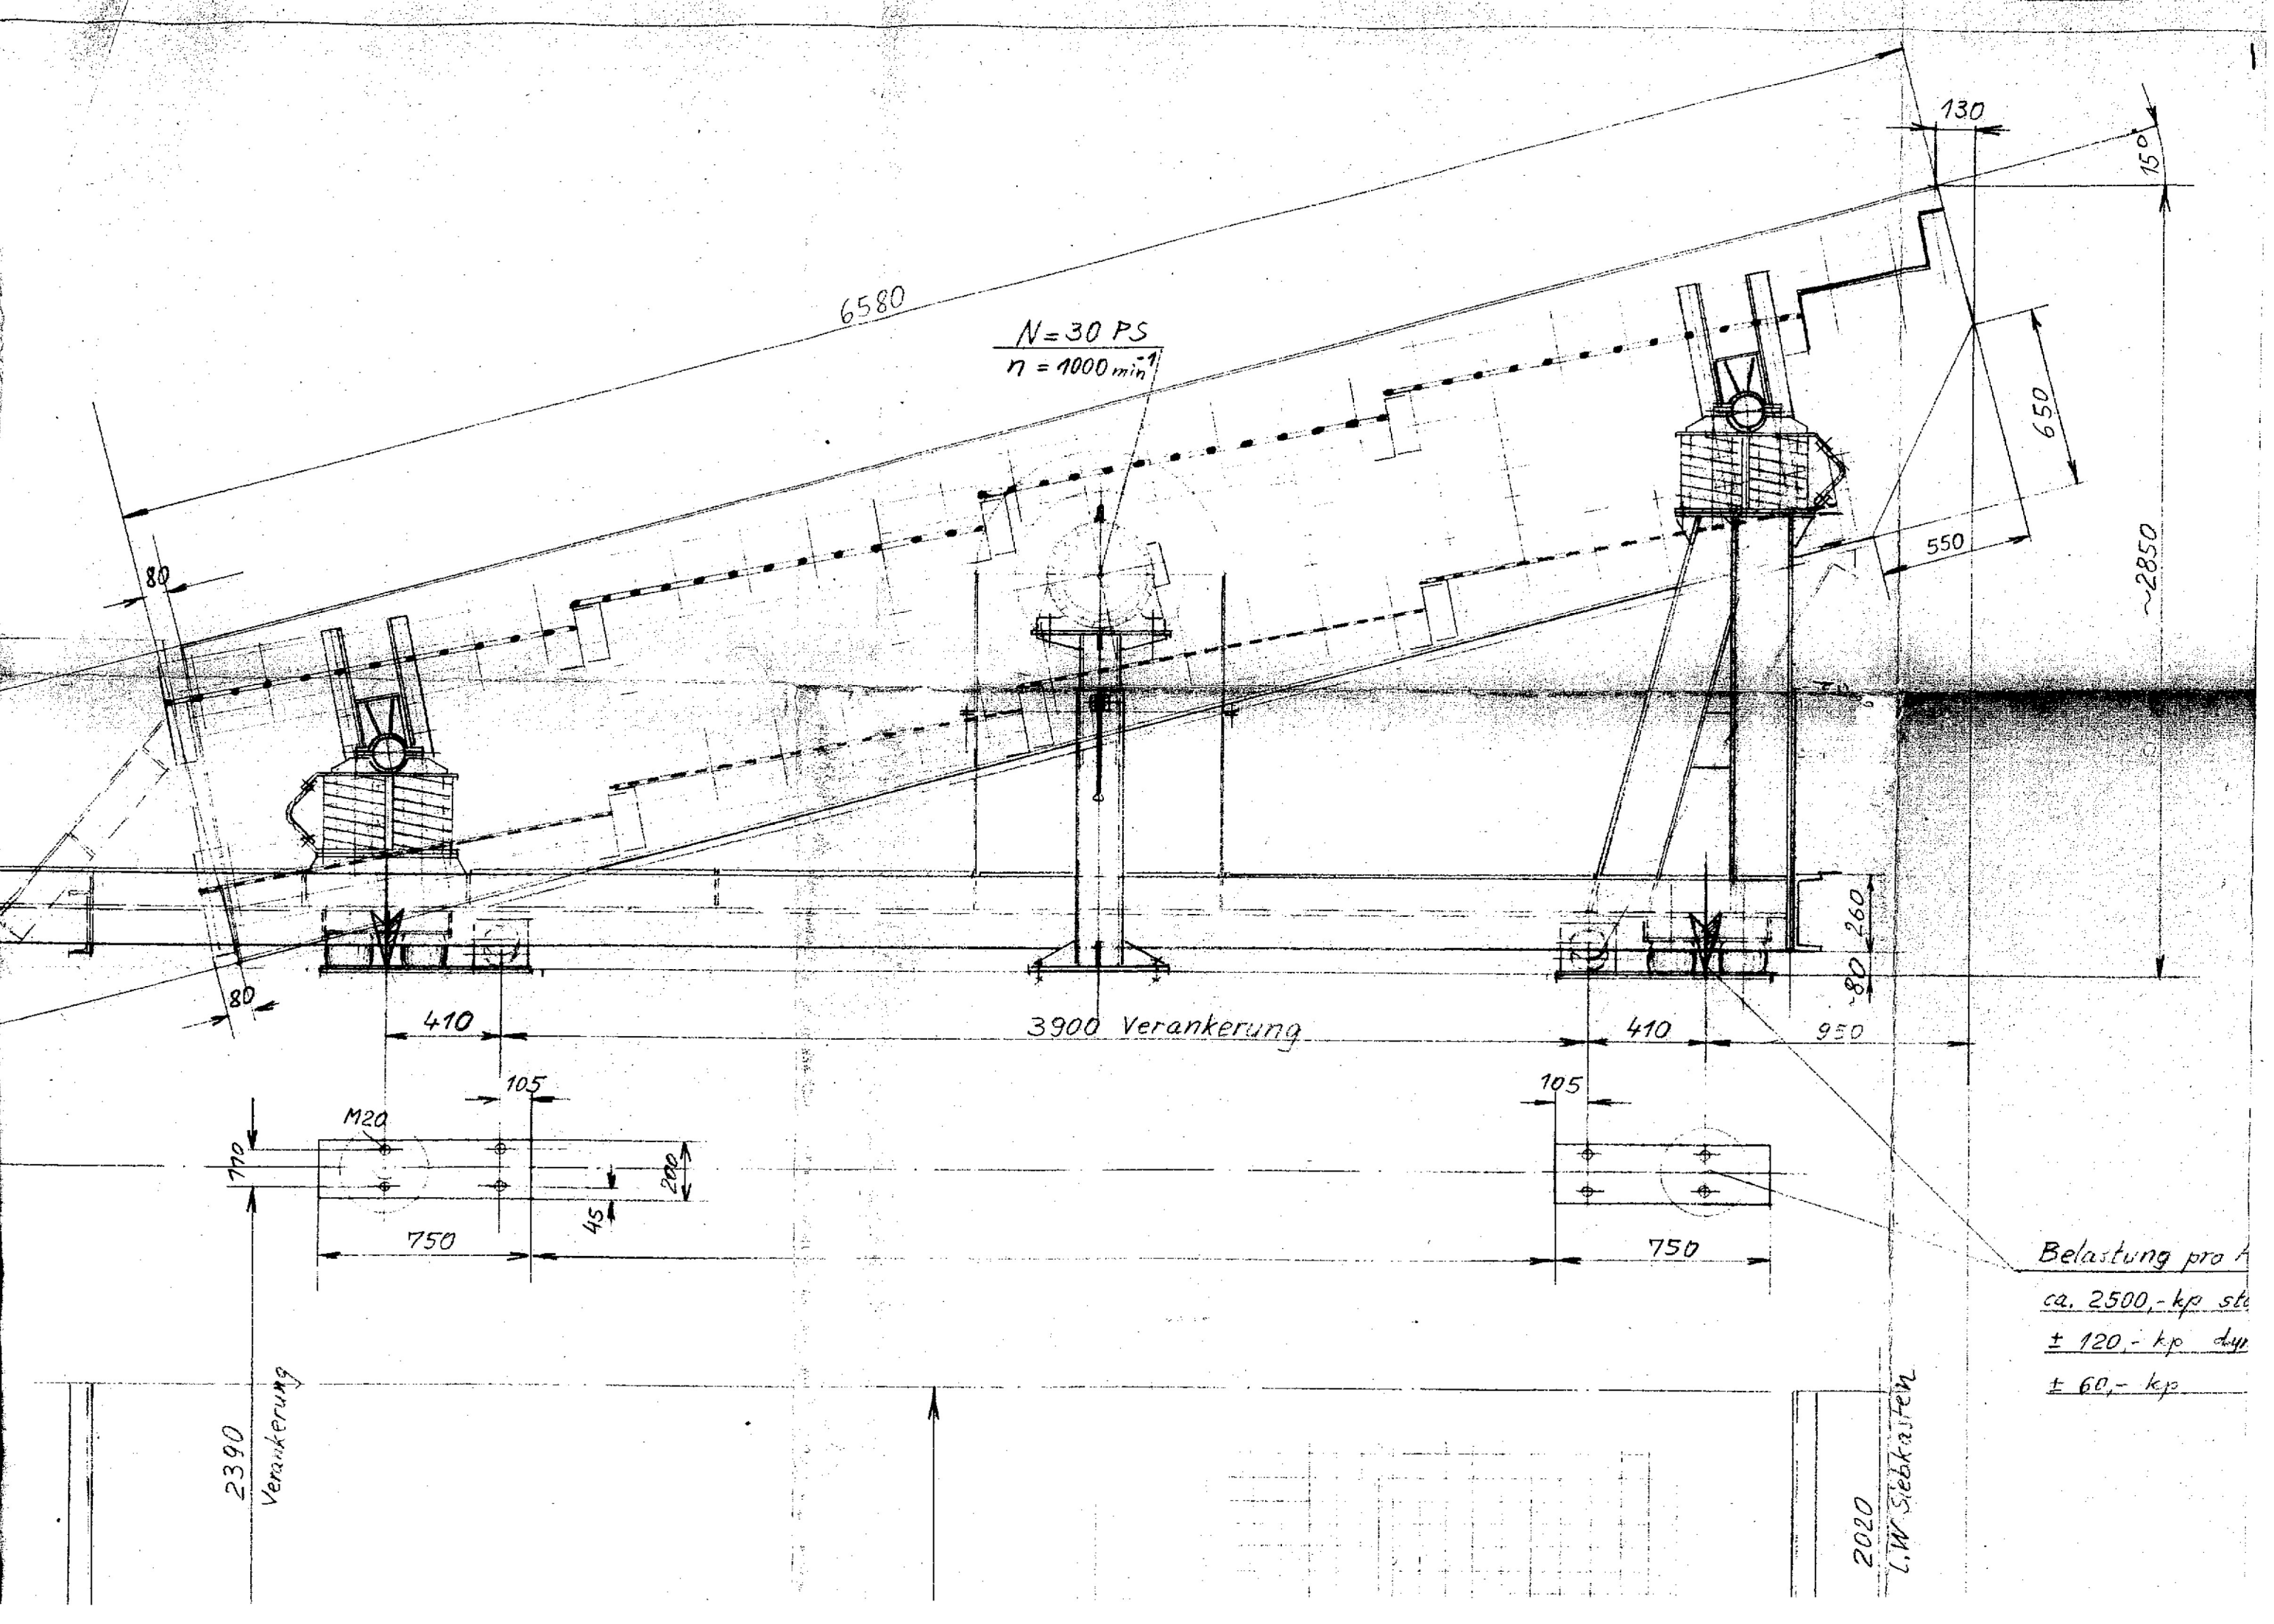 130
15°
6580
N = 30 PS
n = 1000 min⁻¹
650
80
550
~2850
260
~80
80
410
3900 Verankerung
410
950
105
105
M20
110
200
45
750
750
Belastung pro
ca. 2500,- kp
± 120,- kp
± 60,- kp
2390
Verankerung
2020
L.W. Siebkasten